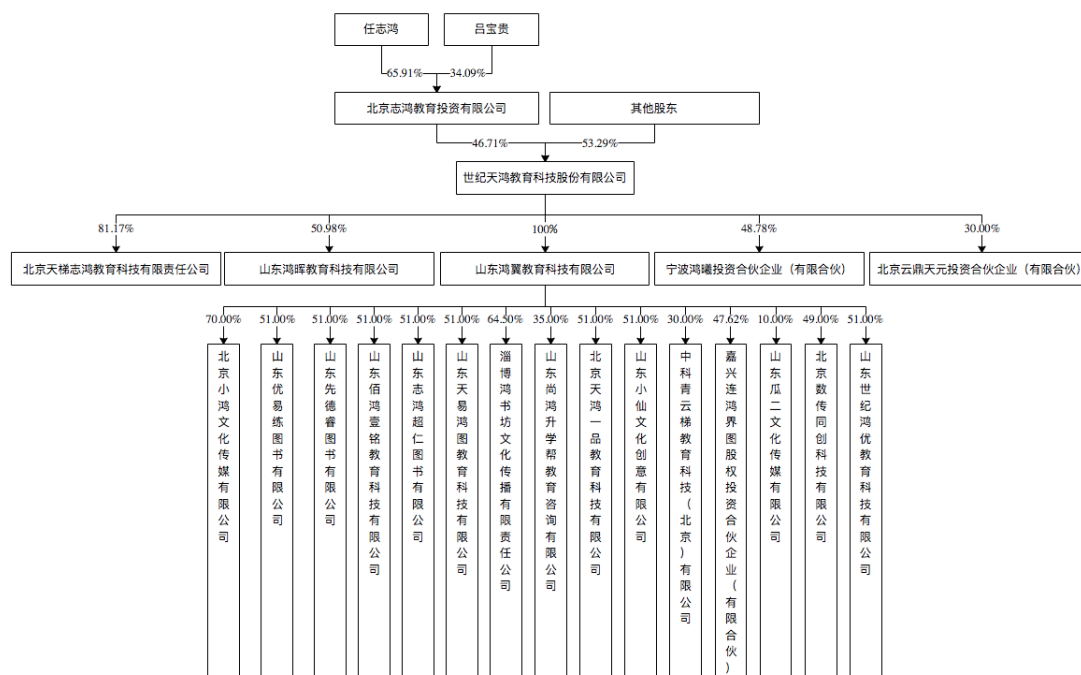 任志鸿
吕宝贵
65.91%
34.09%
北京志鸿教育投资有限公司
其他股东
46.71%
53.29%
世纪天鸿教育科技股份有限公司
81.17%
50.98%
100%
48.78%
30.00%
北京天梯志鸿教育科技有限责任公司
山东鸿晖教育科技有限公司
山东鸿翼教育科技有限公司
宁波鸿曦投资合伙企业（有限合伙）
北京云鼎天元投资合伙企业（有限合伙）
70.00%
51.00%
51.00%
51.00%
51.00%
51.00%
64.50%
35.00%
51.00%
51.00%
30.00%
47.62%
10.00%
49.00%
51.00%
北京小鸿文化传媒有限公司
山东优易练图书有限公司
山东先德睿图书有限公司
山东佰鸿壹铭教育科技有限公司
山东志鸿超仁图书有限公司
山东天易鸿图教育科技有限公司
淄博鸿书坊文化传播有限责任公司
山东尚鸿升学帮教育咨询有限公司
北京天鸿一品教育科技有限公司
山东小仙文化创意有限公司
中科青云梯教育科技（北京）有限公司
嘉兴连鸿界图股权投资合伙企业（有限合伙）
山东瓜二文化传媒有限公司
北京数传同创科技有限公司
山东世纪鸿优教育科技有限公司